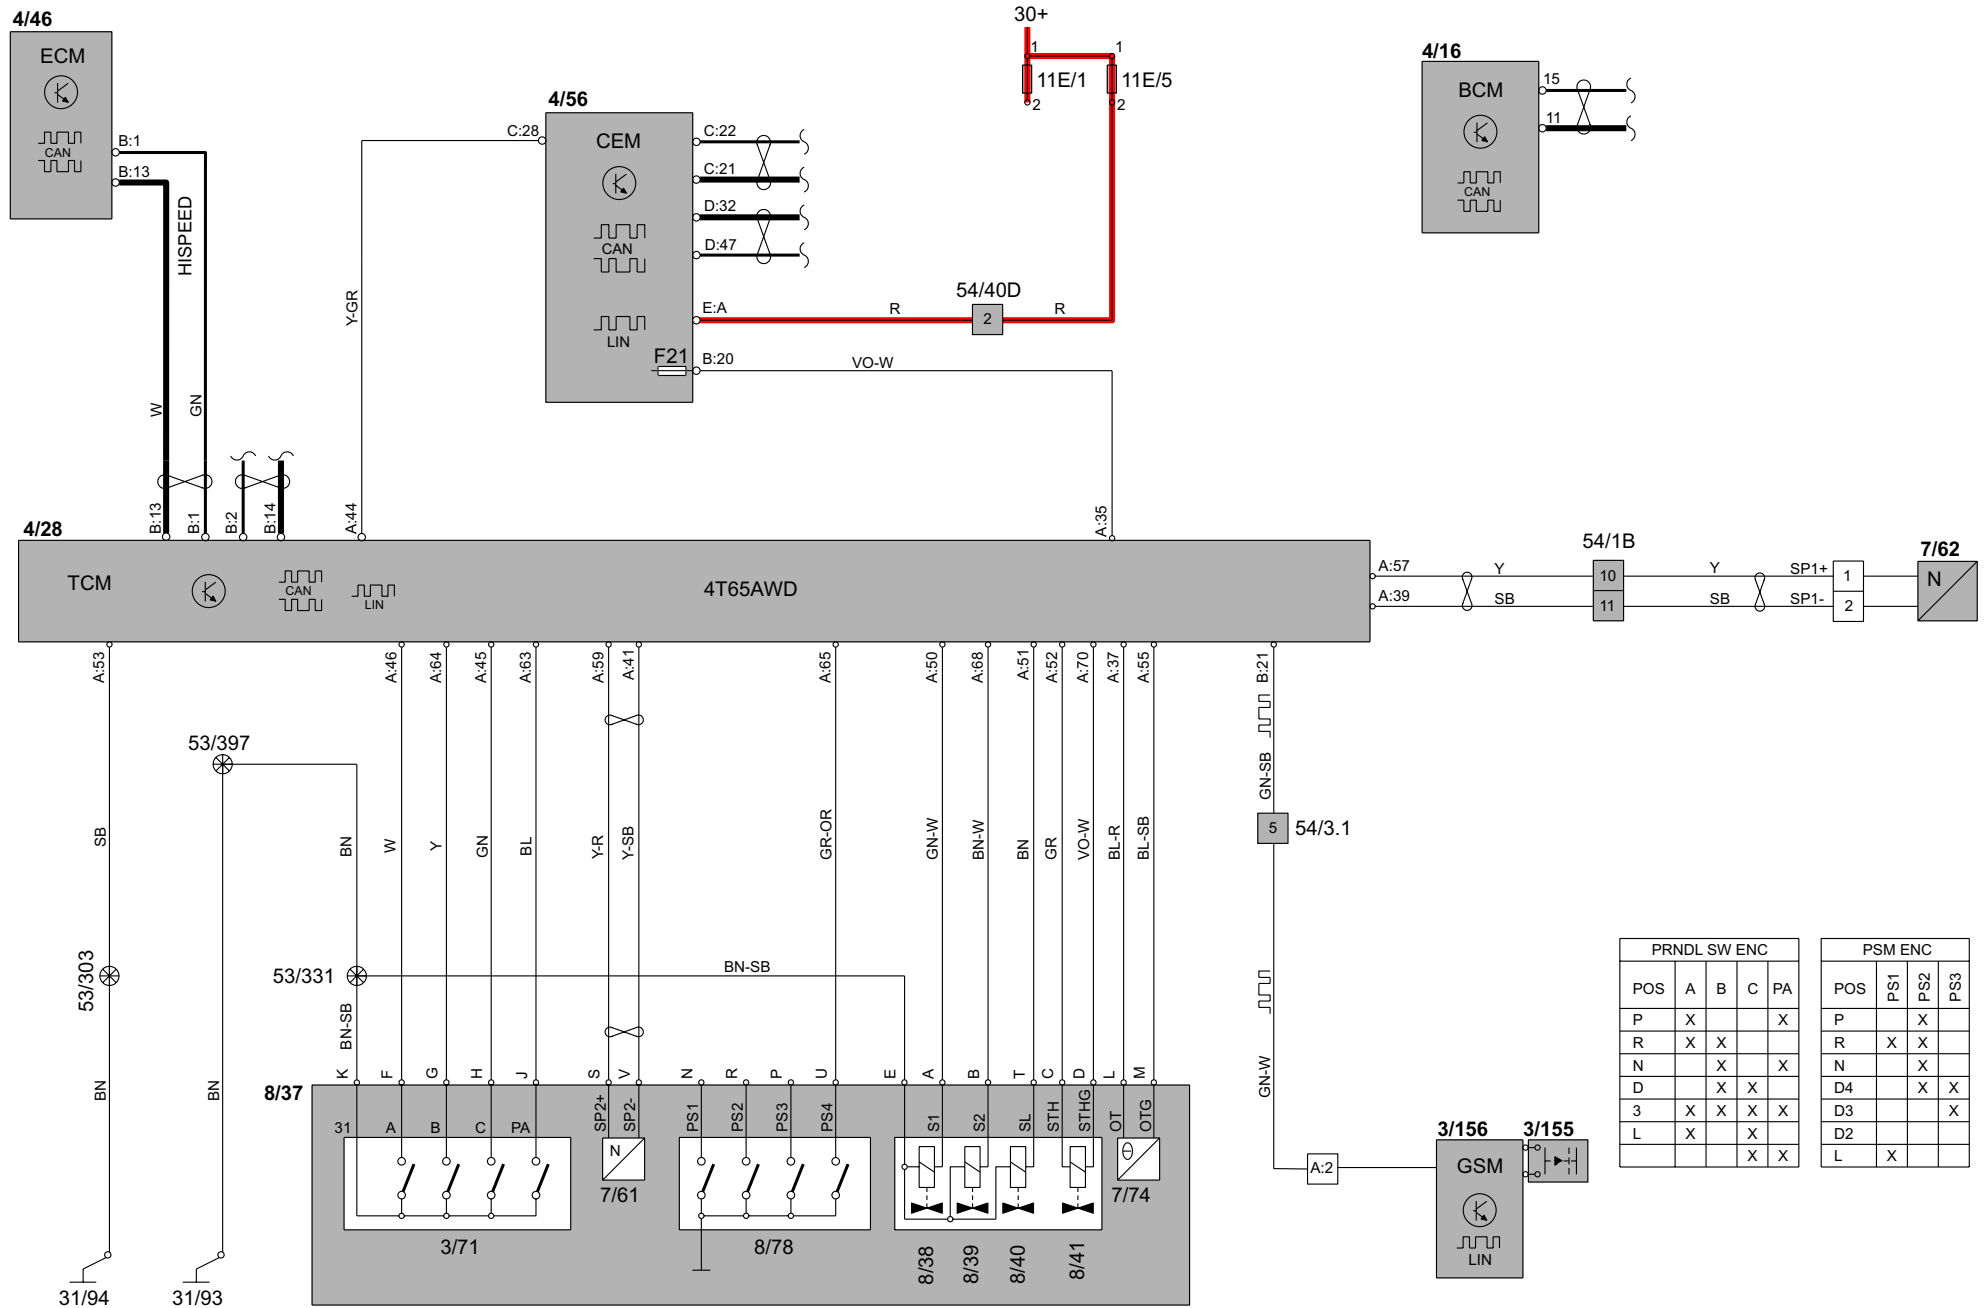 4/46
ECM
CAN
B:1
B:13
HISPEED
W
GN
4/56
CEM
CAN
LIN
F21
C:28
C:22
C:21
D:32
D:47
E:A
B:20
Y-GR
R
54/40D
2
R
VO-W
30+
1
1
11E/1
11E/5
2
2
4/16
BCM
CAN
15
11
B:13
B:1
B:2
B:14
A:44
A:35
4/28
TCM
CAN
LIN
4T65AWD
A:57
A:39
Y
SB
54/1B
10
11
Y
SB
SP1+
SP1-
1
2
7/62
N
A:53
A:46
A:64
A:45
A:63
A:59
A:41
A:65
A:50
A:68
A:51
A:52
A:70
A:37
A:55
B:21
53/397
SB
BN
W
Y
GN
BL
Y-R
Y-SB
GR-OR
GN-W
BN-W
BN
GR
VO-W
BL-R
BL-SB
GN-SB
5
54/3.1
53/303
53/331
BN-SB
BN-SB
BN
BN
GN-W
8/37
K
F
G
H
J
S
V
N
R
P
U
E
A
B
T
C
D
L
M
31
A
B
C
PA
SP2+
SP2-
PS1
PS2
PS3
PS4
S1
S2
SL
STH
STHG
OT
OTG
N
3/71
7/61
8/78
8/38
8/39
8/40
8/41
7/74
31/94
31/93
A:2
3/156
3/155
GSM
LIN
PRNDL SW ENC
POS A B C PA
P X X
R X X
N X X
D X X
3 X X X X
L X X
X X
PSM ENC
POS PS1 PS2 PS3
P X
R X X
N X
D4 X X
D3 X
D2
L X